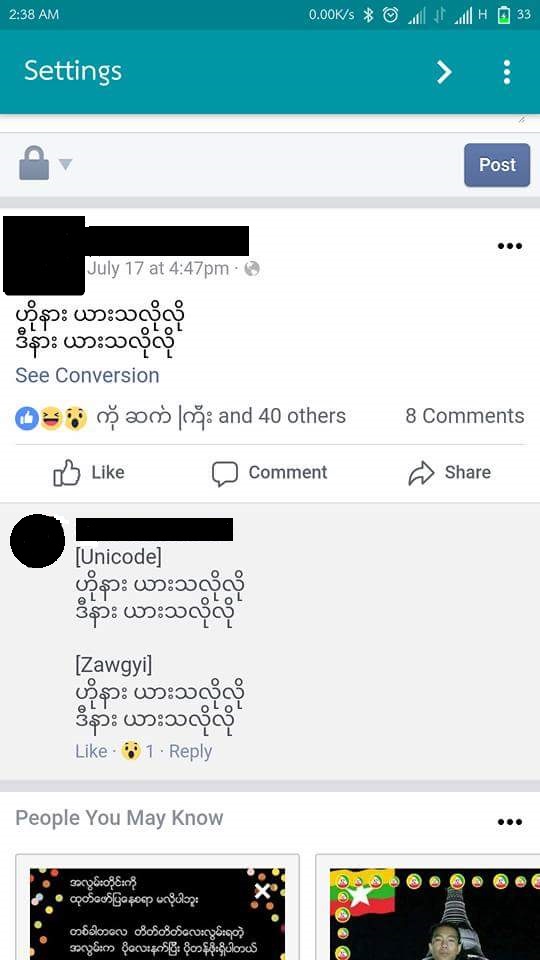 2:38 AM 0.00K/s H 33
Settings
Post
July 17 at 4:47pm ·
ဟိုနား ယားသလိုလို
ဒီနား ယားသလိုလို
See Conversion
ကို ဆက် ကြီး and 40 others 8 Comments
Like Comment Share
[Unicode]
ဟိုနား ယားသလိုလို
ဒီနား ယားသလိုလို
[Zawgyi]
ဟိုနား ယားသလိုလို
ဒီနား ယားသလိုလို
Like · 1 · Reply
People You May Know
အလွမ်းတိုင်းကို
ထုတ်ဖော်ပြနေစရာ မလိုပါဘူး
တစ်ခါတလေ တိတ်တိတ်လေးလွမ်းရတဲ့
အလွမ်းက ပိုလေးနက်ပြီး ပိုတန်ဖိုးရှိပါတယ်